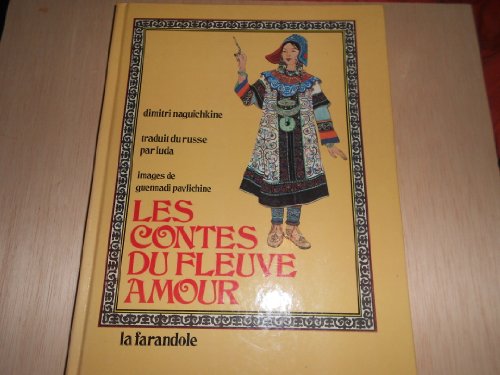 dimitri naguichkine
traduit du russe
par luda
images de
guennadi pavlichine
LES
CONTES
DU FLEUVE
AMOUR
la farandole